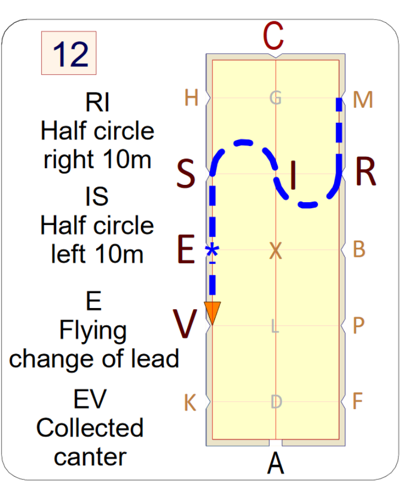 12
C
RI
Half circle
right 10m
IS
Half circle
left 10m
E
Flying
change of lead
EV
Collected
canter
H G M
S I R
E * X B
V L P
K D F
A